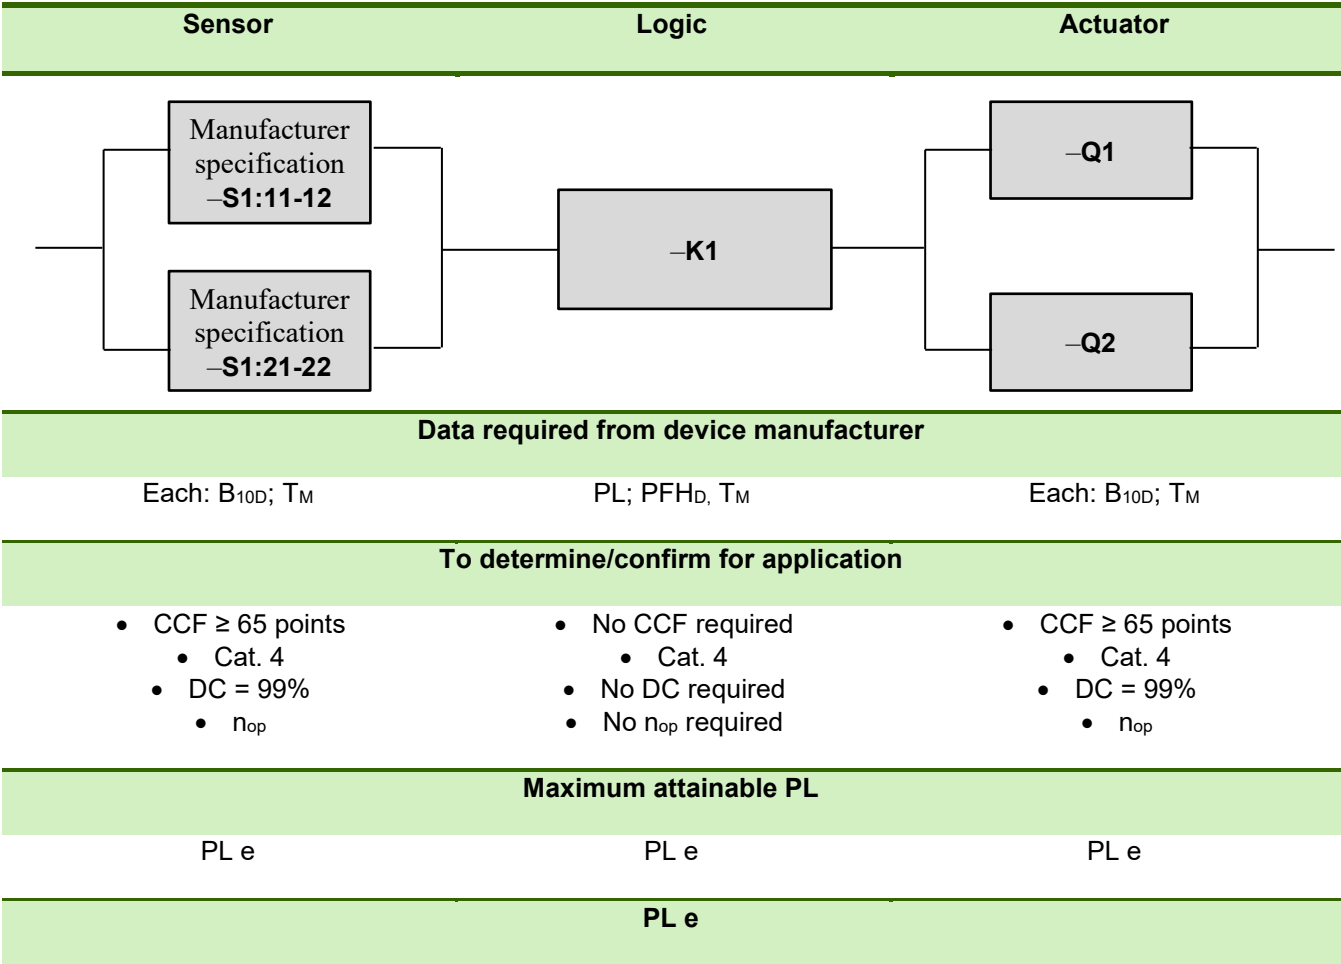 Sensor Logic Actuator
Manufacturer
specification
–S1:11-12
Manufacturer
specification
–S1:21-22
–K1
–Q1
–Q2
Data required from device manufacturer
Each: B10D; TM PL; PFHD, TM Each: B10D; TM
To determine/confirm for application
• CCF ≥ 65 points
• Cat. 4
• DC = 99%
• nop
• No CCF required
• Cat. 4
• No DC required
• No nop required
• CCF ≥ 65 points
• Cat. 4
• DC = 99%
• nop
Maximum attainable PL
PL e PL e PL e
PL e